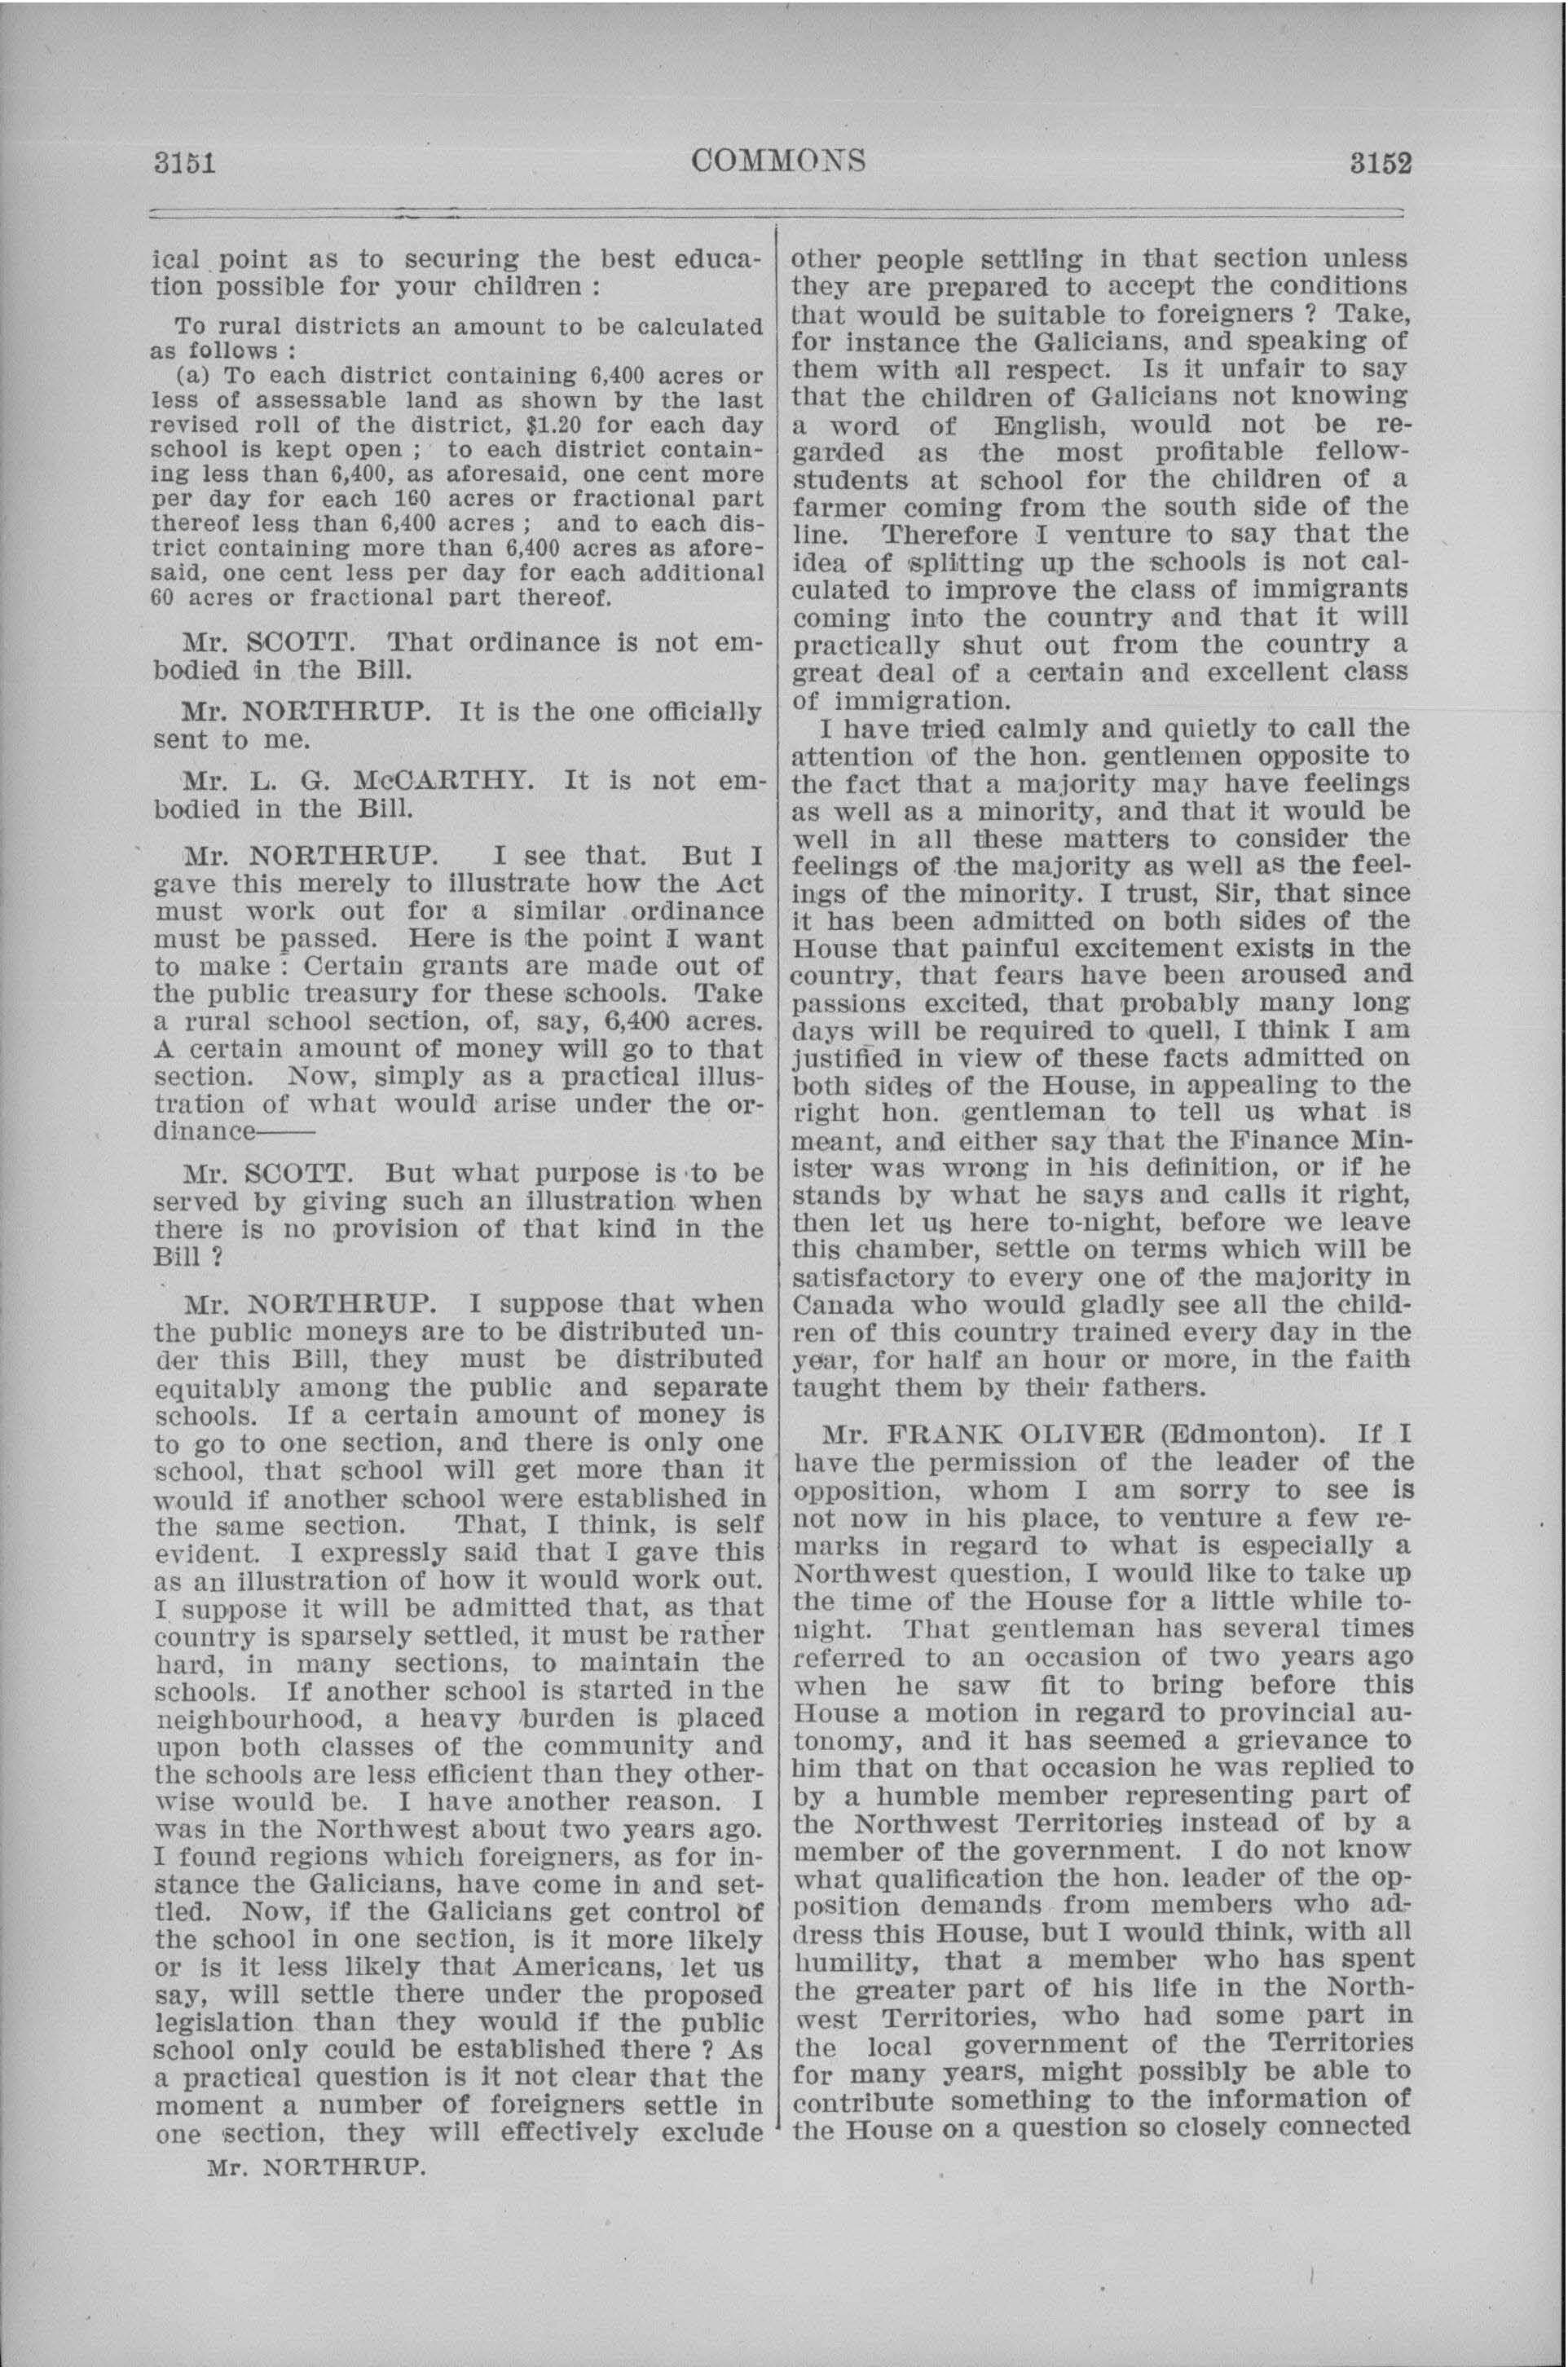 3151 COMMONS 3152
ical point as to securing the best educa-
tion possible for your children :
To rural districts an amount to be calculated
as follows :
(a) To each district containing 6,400 acres or
less of assessable land as shown by the last
revised roll of the district, $1.20 for each day
school is kept open ; to each district contain-
ing less than 6,400, as aforesaid, one cent more
per day for each 160 acres or fractional part
thereof less than 6,400 acres ; and to each dis-
trict containing more than 6,400 acres as afore-
said, one cent less per day for each additional
60 acres or fractional part thereof.
Mr. SCOTT. That ordinance is not em-
bodied in the Bill.
Mr. NORTHRUP. It is the one officially
sent to me.
Mr. L. G. McCARTHY. It is not em-
bodied in the Bill.
Mr. NORTHRUP. I see that. But I
gave this merely to illustrate how the Act
must work out for a similar ordinance
must be passed. Here is the point I want
to make : Certain grants are made out of
the public treasury for these schools. Take
a rural school section, of, say, 6,400 acres.
A certain amount of money will go to that
section. Now, simply as a practical illus-
tration of what would arise under the or-
dinance——
Mr. SCOTT. But what purpose is to be
served by giving such an illustration when
there is no provision of that kind in the
Bill ?
Mr. NORTHRUP. I suppose that when
the public moneys are to be distributed un-
der this Bill, they must be distributed
equitably among the public and separate
schools. If a certain amount of money is
to go to one section, and there is only one
school, that school will get more than it
would if another school were established in
the same section. That, I think, is self
evident. I expressly said that I gave this
as an illustration of how it would work out.
I suppose it will be admitted that, as that
country is sparsely settled, it must be rather
hard, in many sections, to maintain the
schools. If another school is started in the
neighbourhood, a heavy burden is placed
upon both classes of the community and
the schools are less efficient than they other-
wise would be. I have another reason. I
was in the Northwest about two years ago.
I found regions which foreigners, as for in-
stance the Galicians, have come in and set-
tled. Now, if the Galicians get control of
the school in one section, is it more likely
or is it less likely that Americans, let us
say, will settle there under the proposed
legislation than they would if the public
school only could be established there ? As
a practical question is it not clear that the
moment a number of foreigners settle in
one section, they will effectively exclude
Mr. NORTHRUP.
other people settling in that section unless
they are prepared to accept the conditions
that would be suitable to foreigners ? Take,
for instance the Galicians, and speaking of
them with all respect. Is it unfair to say
that the children of Galicians not knowing
a word of English, would not be re-
garded as the most profitable fellow-
students at school for the children of a
farmer coming from the south side of the
line. Therefore I venture to say that the
idea of splitting up the schools is not cal-
culated to improve the class of immigrants
coming into the country and that it will
practically shut out from the country a
great deal of a certain and excellent class
of immigration.
I have tried calmly and quietly to call the
attention of the hon. gentlemen opposite to
the fact that a majority may have feelings
as well as a minority, and that it would be
well in all these matters to consider the
feelings of the majority as well as the feel-
ings of the minority. I trust, Sir, that since
it has been admitted on both sides of the
House that painful excitement exists in the
country, that fears have been aroused and
passions excited, that probably many long
days will be required to quell, I think I am
justified in view of these facts admitted on
both sides of the House, in appealing to the
right hon. gentleman to tell us what is
meant, and either say that the Finance Min-
ister was wrong in his definition, or if he
stands by what he says and calls it right,
then let us here to-night, before we leave
this chamber, settle on terms which will be
satisfactory to every one of the majority in
Canada who would gladly see all the child-
ren of this country trained every day in the
year, for half an hour or more, in the faith
taught them by their fathers.
Mr. FRANK OLIVER (Edmonton). If I
have the permission of the leader of the
opposition, whom I am sorry to see is
not now in his place, to venture a few re-
marks in regard to what is especially a
Northwest question, I would like to take up
the time of the House for a little while to-
night. That gentleman has several times
referred to an occasion of two years ago
when he saw fit to bring before this
House a motion in regard to provincial au-
tonomy, and it has seemed a grievance to
him that on that occasion he was replied to
by a humble member representing part of
the Northwest Territories instead of by a
member of the government. I do not know
what qualification the hon. leader of the op-
position demands from members who ad-
dress this House, but I would think, with all
humility, that a member who has spent
the greater part of his life in the North-
west Territories, who had some part in
the local government of the Territories
for many years, might possibly be able to
contribute something to the information of
the House on a question so closely connected